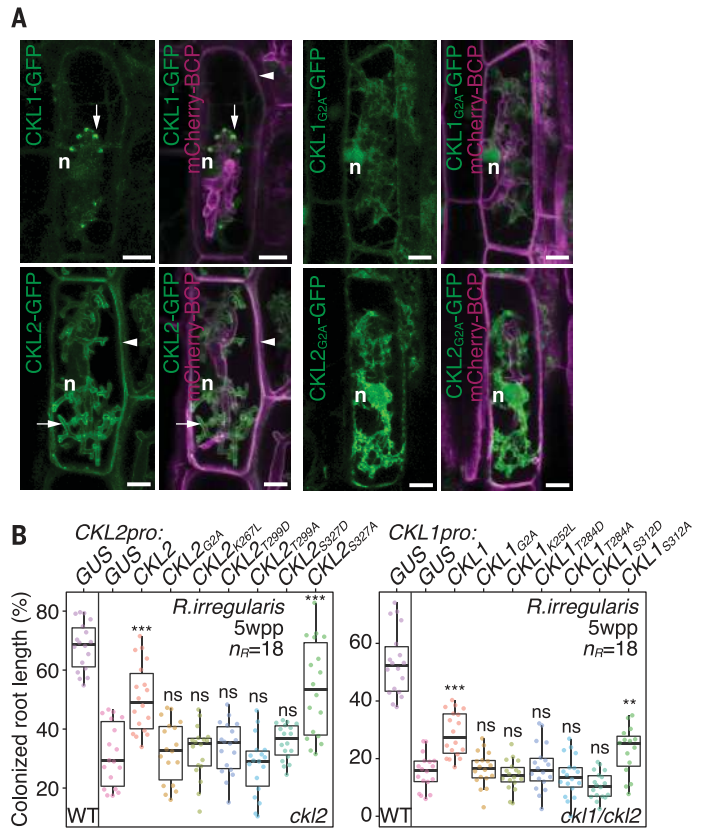 A
CKL1-GFP
CKL1-GFP
mCherry-BCP
CKL1G2A-GFP
CKL1G2A-GFP
mCherry-BCP
n
n
n
n
CKL2-GFP
CKL2-GFP
mCherry-BCP
CKL2G2A-GFP
CKL2G2A-GFP
mCherry-BCP
n
n
n
n
B
CKL2pro:
GUS
GUS
CKL2
CKL2G2A
CKL2K267L
CKL2T299D
CKL2T299A
CKL2S327D
CKL2S327A
Colonized root length (%)
80
60
40
20
R.irregularis
5wpp
nR=18
***
ns
ns
ns
ns
ns
***
WT
ckl2
CKL1pro:
GUS
GUS
CKL1
CKL1G2A
CKL1K252L
CKL1T284D
CKL1T284A
CKL1S312D
CKL1S312A
60
40
20
0
R.irregularis
5wpp
nR=18
***
ns
ns
ns
ns
ns
**
WT
ckl1/ckl2